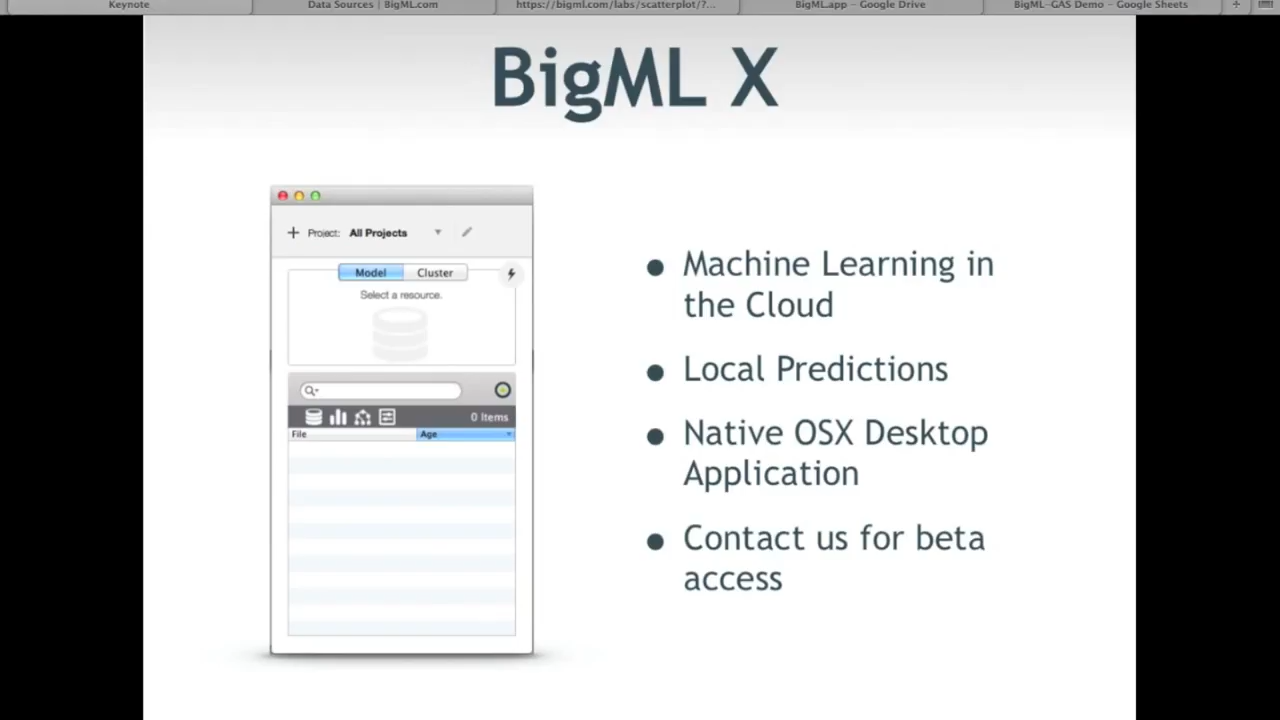 Keynote
Data Sources | BigML.com
https://bigml.com/labs/scatterplot/?...
BigML.app – Google Drive
BigML-GAS Demo – Google Sheets
BigML X
Project: All Projects
Model
Cluster
Select a resource.
0 Items
File
Age
Machine Learning in
the Cloud
Local Predictions
Native OSX Desktop
Application
Contact us for beta
access